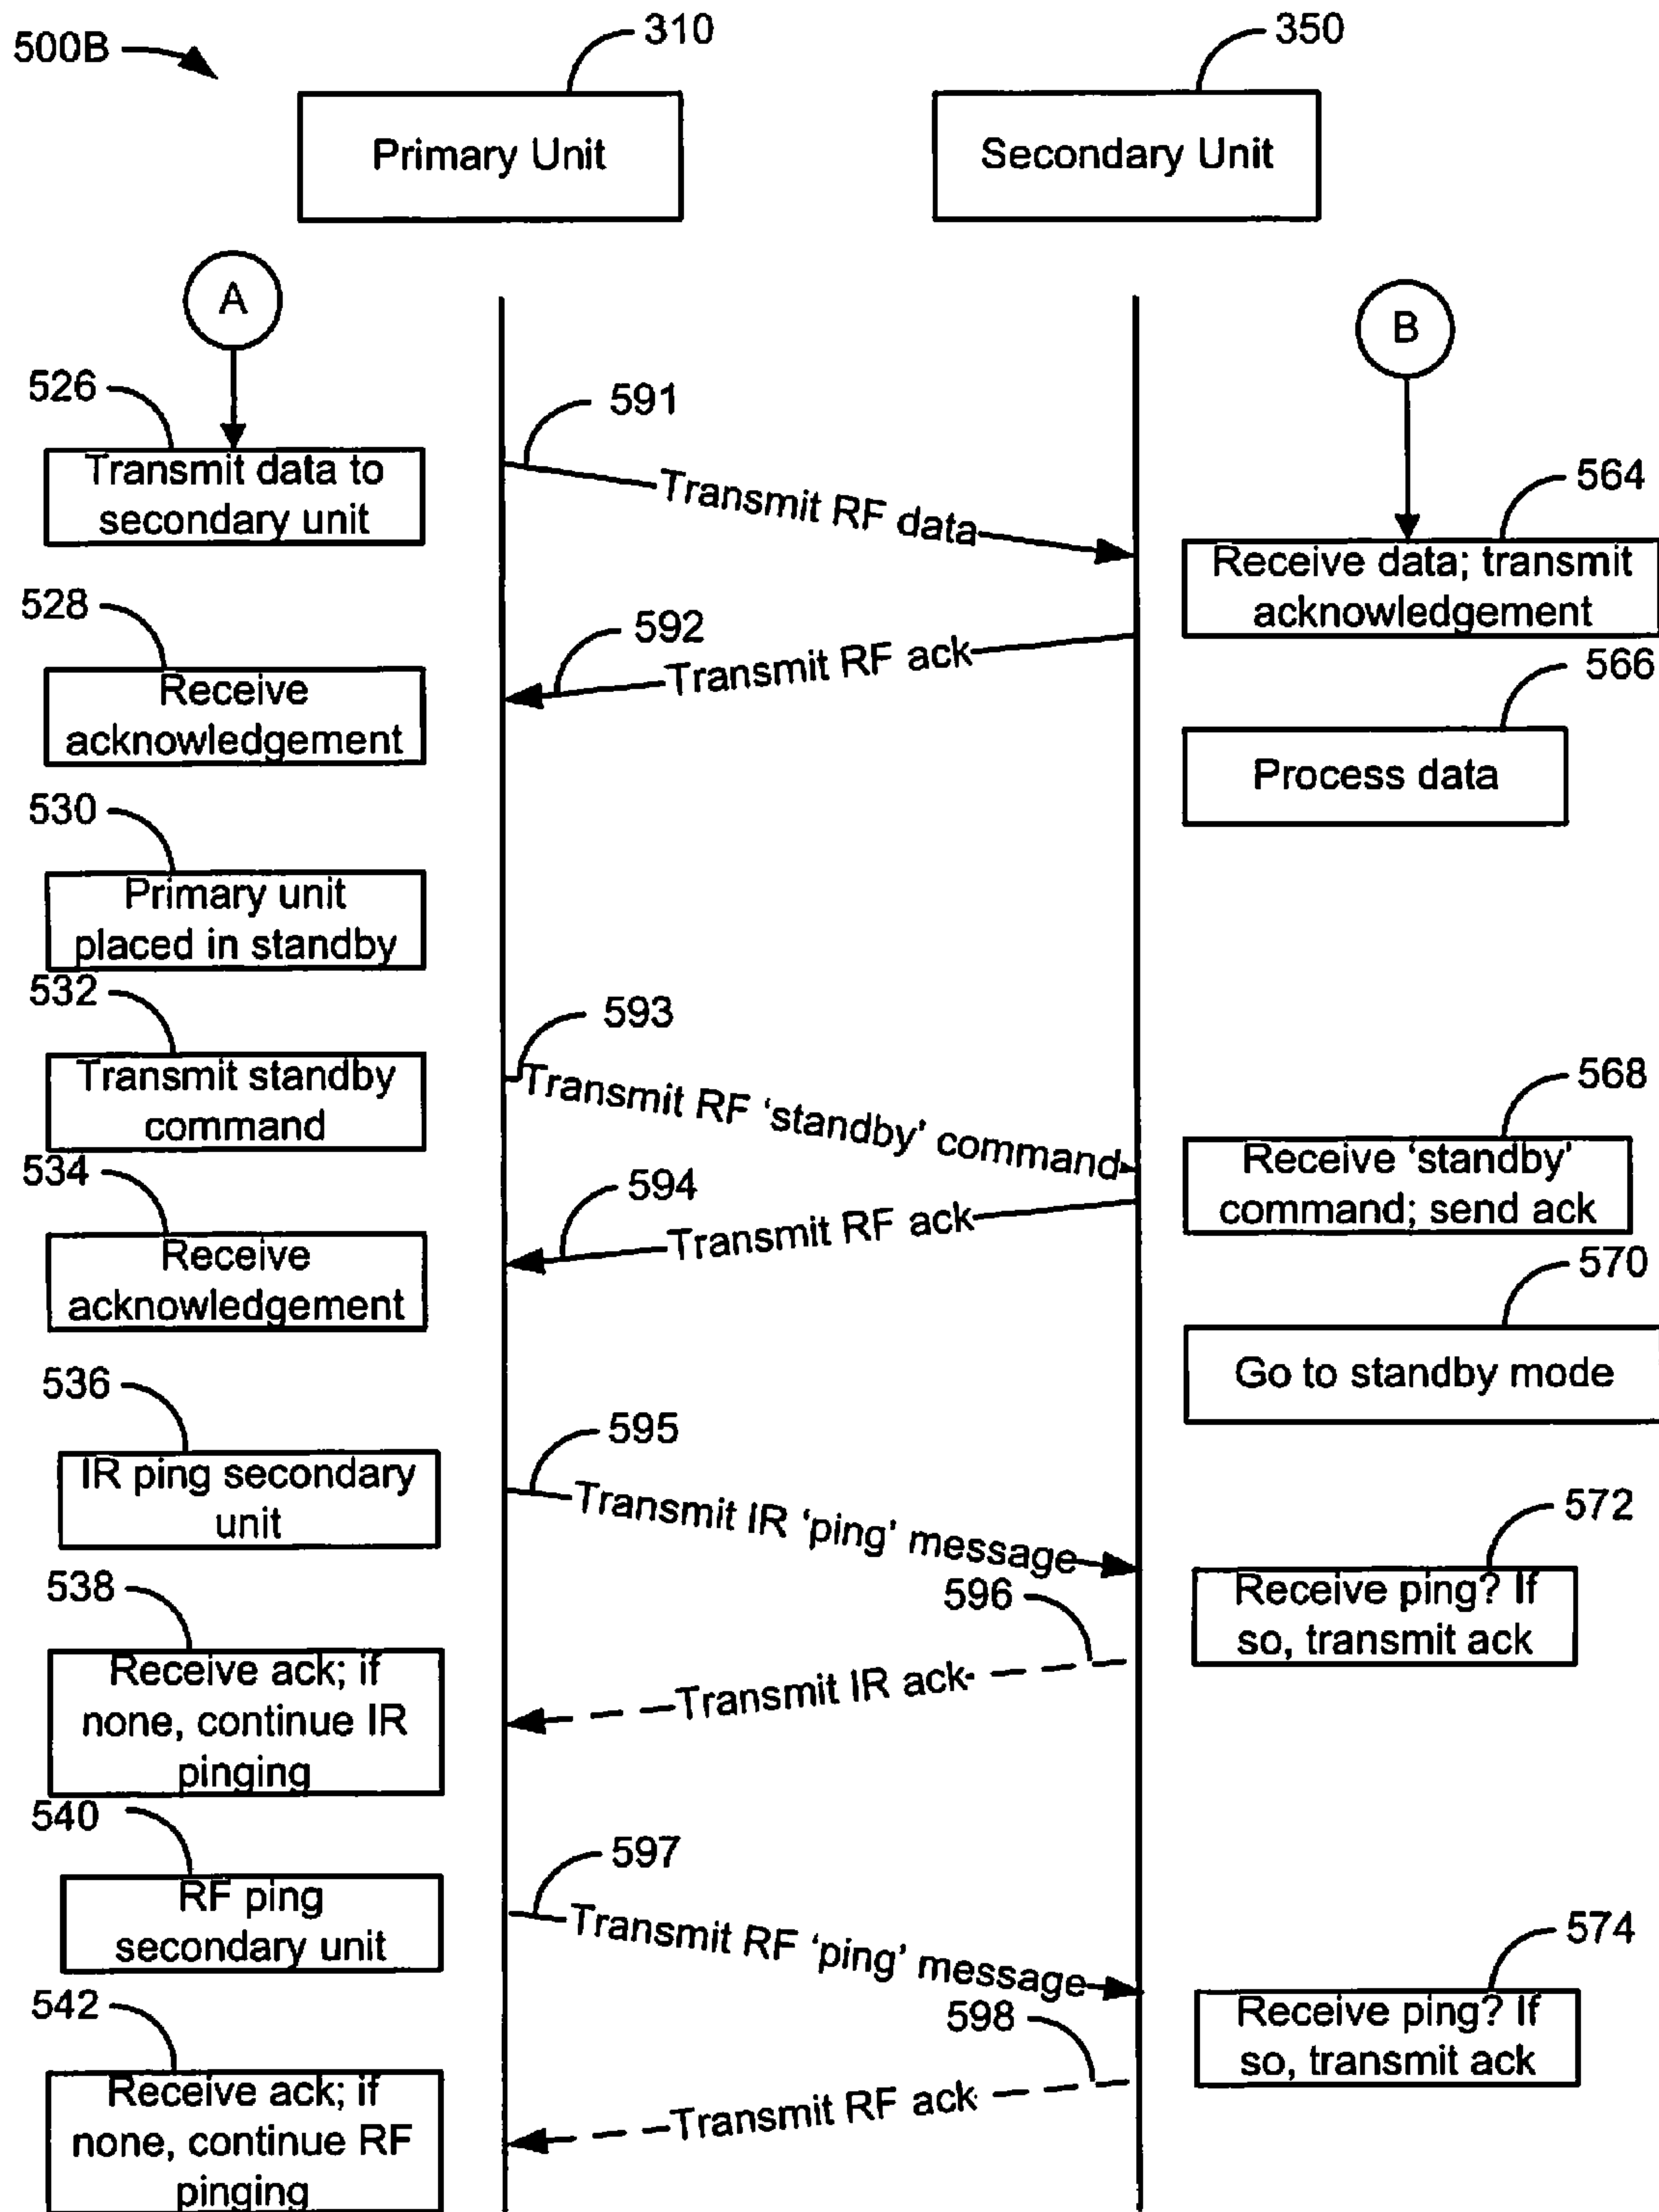 500B
310
350
Primary Unit
Secondary Unit
A
B
526
591
Transmit data to
secondary unit
Transmit RF data
564
Receive data; transmit
acknowledgement
528
592
Transmit RF ack
Receive
acknowledgement
566
Process data
530
Primary unit
placed in standby
532
593
Transmit standby
command
Transmit RF ‘standby’ command
568
Receive ‘standby’
command; send ack
534
594
Transmit RF ack
Receive
acknowledgement
570
Go to standby mode
536
595
IR ping secondary
unit
Transmit IR ‘ping’ message
572
Receive ping? If
so, transmit ack
538
596
Receive ack; if
none, continue IR
pinging
Transmit IR ack
540
597
RF ping
secondary unit
Transmit RF ‘ping’ message
574
Receive ping? If
so, transmit ack
542
598
Receive ack; if
none, continue RF
pinging
Transmit RF ack